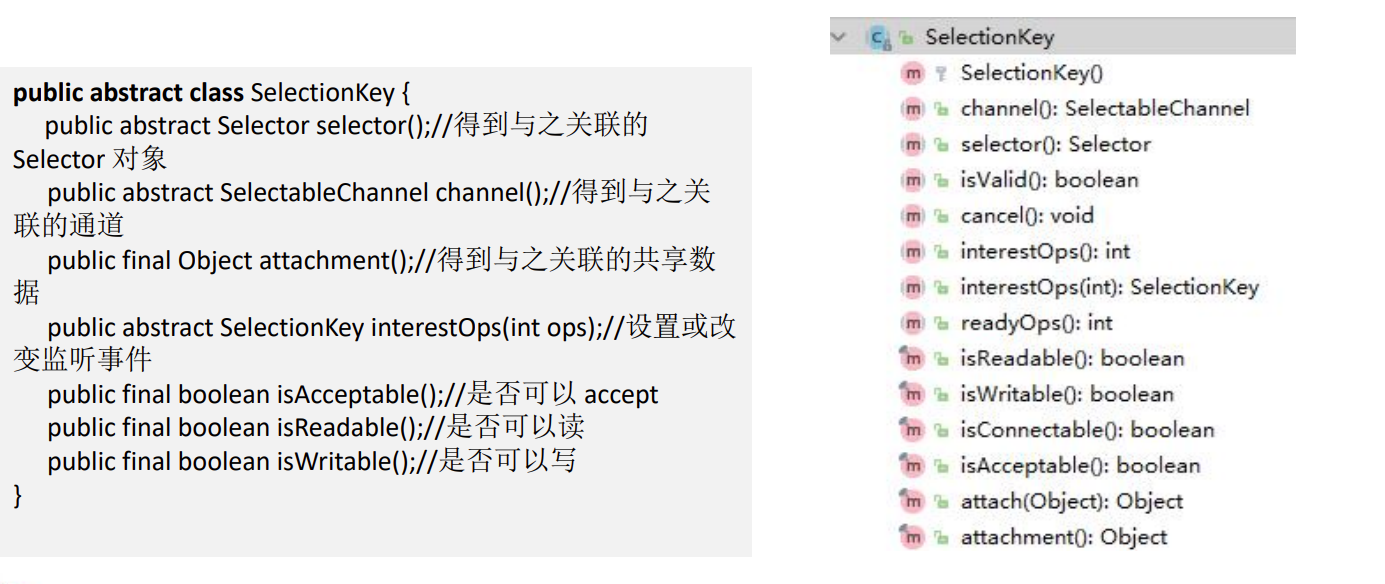 public abstract class SelectionKey {
public abstract Selector selector();//得到与之关联的
Selector 对象
public abstract SelectableChannel channel();//得到与之关
联的通道
public final Object attachment();//得到与之关联的共享数
据
public abstract SelectionKey interestOps(int ops);//设置或改
变监听事件
public final boolean isAcceptable();//是否可以 accept
public final boolean isReadable();//是否可以读
public final boolean isWritable();//是否可以写
}
SelectionKey
SelectionKey()
channel(): SelectableChannel
selector(): Selector
isValid(): boolean
cancel(): void
interestOps(): int
interestOps(int): SelectionKey
readyOps(): int
isReadable(): boolean
isWritable(): boolean
isConnectable(): boolean
isAcceptable(): boolean
attach(Object): Object
attachment(): Object